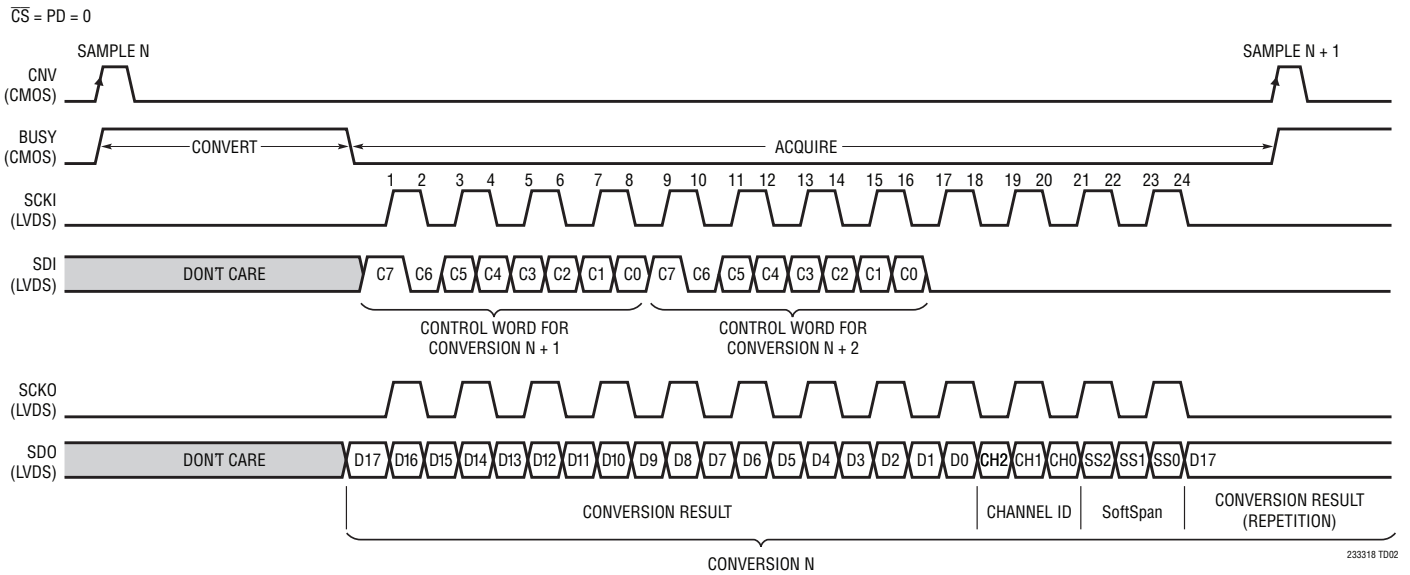 CS = PD = 0
SAMPLE N
SAMPLE N + 1
CNV
(CMOS)
BUSY
(CMOS)
CONVERT
ACQUIRE
1 2 3 4 5 6 7 8 9 10 11 12 13 14 15 16 17 18 19 20 21 22 23 24
SCKI
(LVDS)
SDI
(LVDS)
DON'T CARE
C7 C6 C5 C4 C3 C2 C1 C0 C7 C6 C5 C4 C3 C2 C1 C0
CONTROL WORD FOR
CONVERSION N + 1
CONTROL WORD FOR
CONVERSION N + 2
SCKO
(LVDS)
SDO
(LVDS)
DON'T CARE
D17 D16 D15 D14 D13 D12 D11 D10 D9 D8 D7 D6 D5 D4 D3 D2 D1 D0 CH2 CH1 CH0 SS2 SS1 SS0 D17
CONVERSION RESULT
CHANNEL ID
SoftSpan
CONVERSION RESULT
(REPETITION)
CONVERSION N
233318 TD02